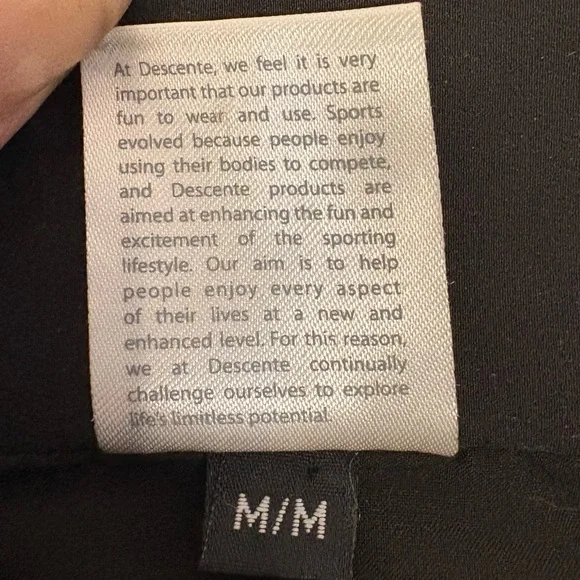 At Descente, we feel it is very
important that our products are
fun to wear and use. Sports
evolved because people enjoy
using their bodies to compete,
and Descente products are
aimed at enhancing the fun and
excitement of the sporting
lifestyle. Our aim is to help
people enjoy every aspect
of their lives at a new and
enhanced level. For this reason,
we at Descente continually
challenge ourselves to explore
life's limitless potential.
M/M